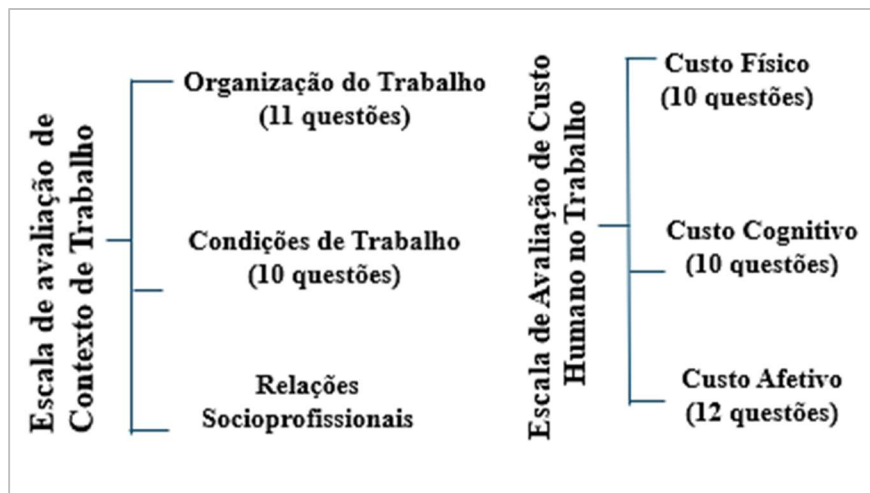 Escala de avaliação de
Contexto de Trabalho
Organização do Trabalho
(11 questões)
Condições de Trabalho
(10 questões)
Relações
Socioprofissionais
Escala de Avaliação de Custo
Humano no Trabalho
Custo Físico
(10 questões)
Custo Cognitivo
(10 questões)
Custo Afetivo
(12 questões)